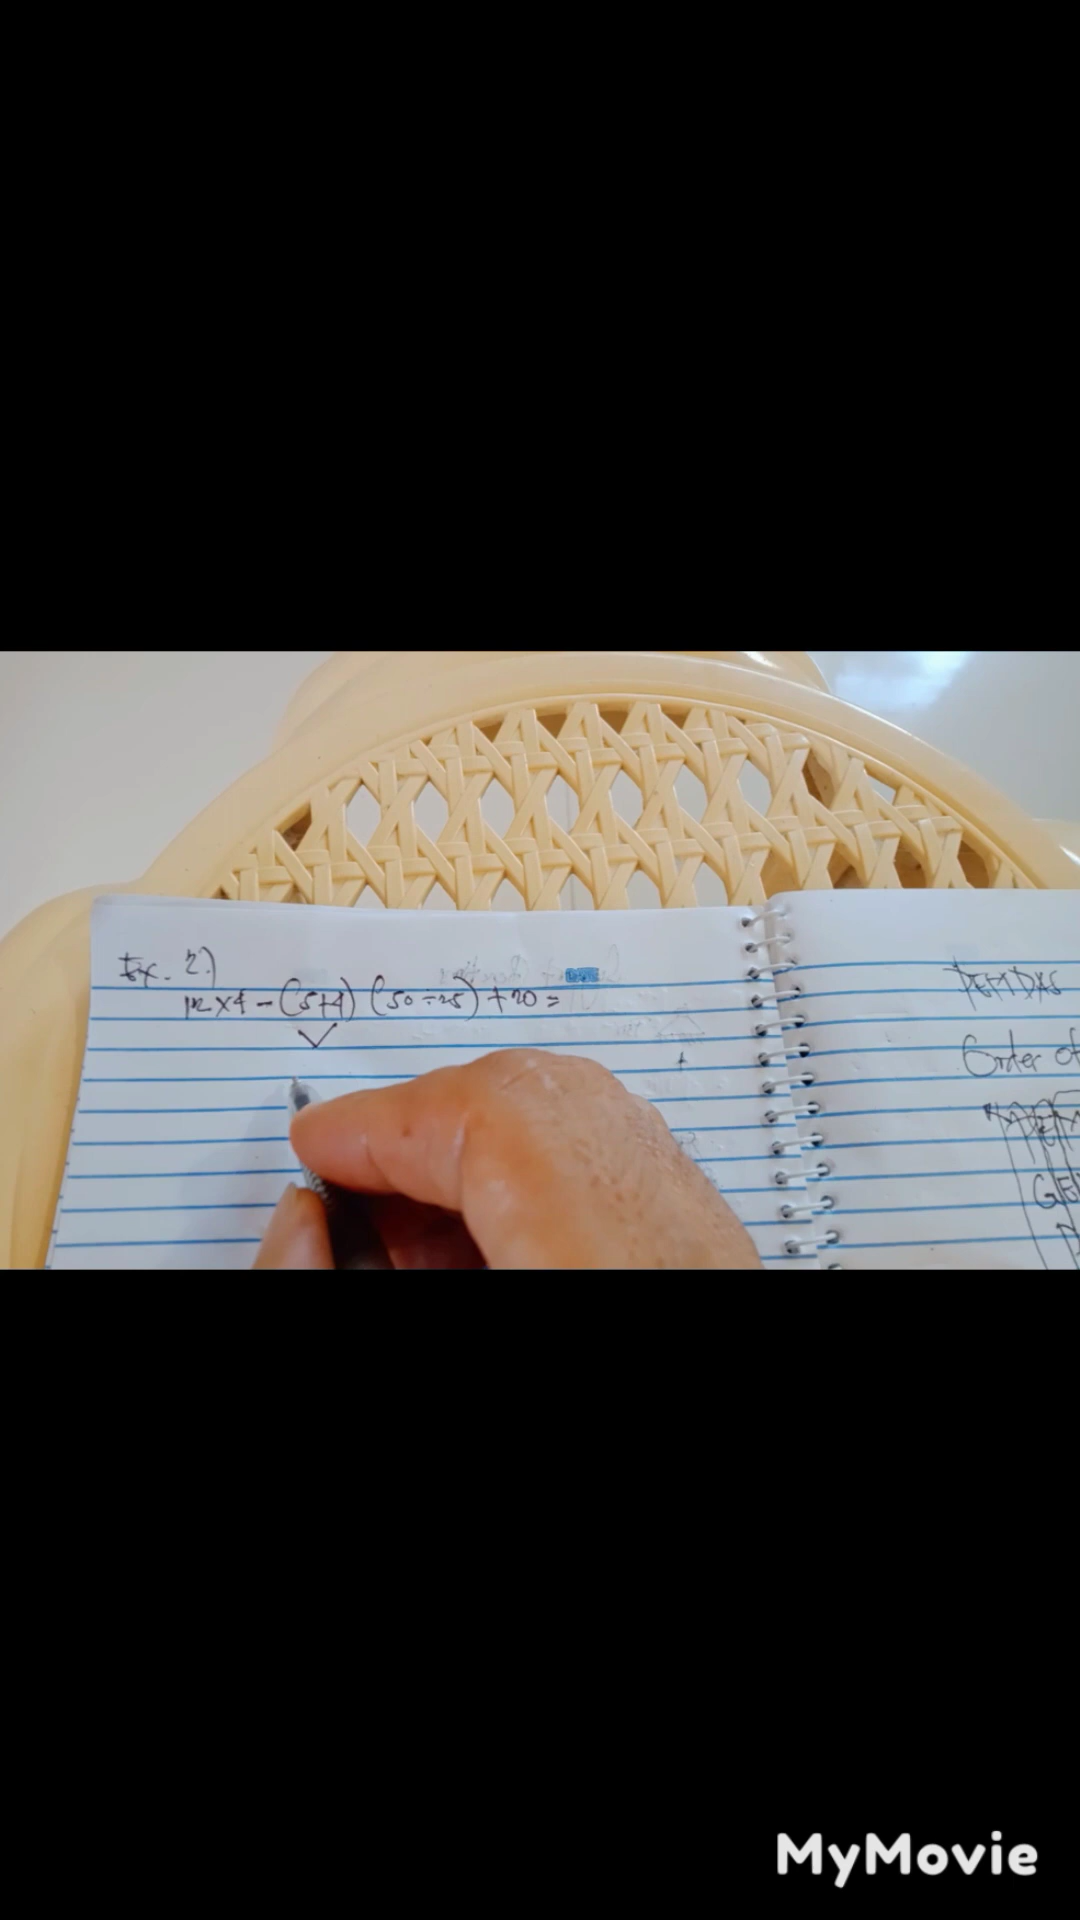 Ex. 2.)
12 x 4 - (5+4) (50 ÷ 25) + 20 =
PEMDAS
Order of
MyMovie